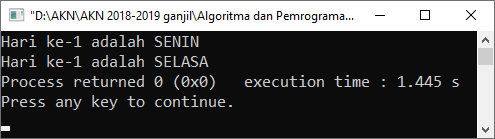 "D:\AKN\AKN 2018-2019 ganjil\Algoritma dan Pemrograma...
Hari ke-1 adalah SENIN
Hari ke-1 adalah SELASA
Process returned 0 (0x0)   execution time : 1.445 s
Press any key to continue.